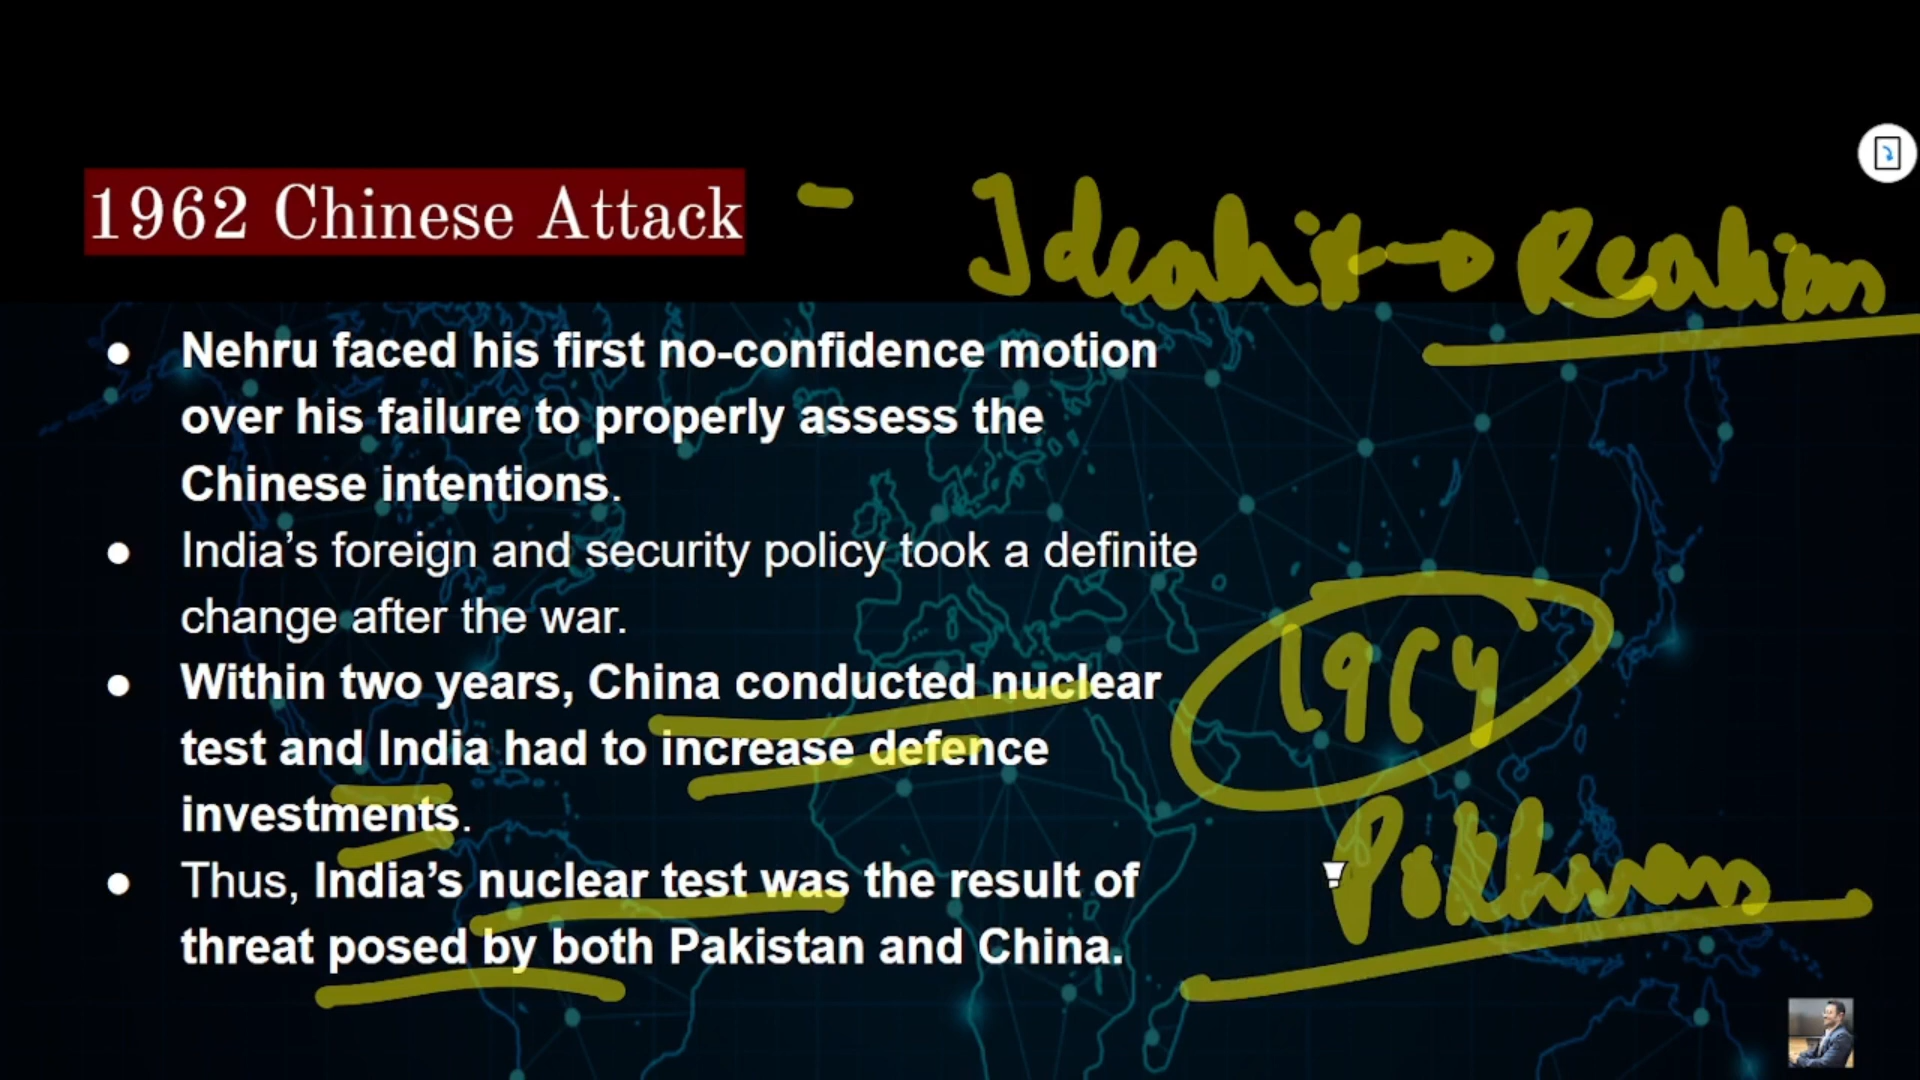 1962 Chinese Attack - Idealist → Realism
● Nehru faced his first no-confidence motion
over his failure to properly assess the
Chinese intentions.
● India’s foreign and security policy took a definite
change after the war.
● Within two years, China conducted nuclear
test and India had to increase defence
investments.
● Thus, India’s nuclear test was the result of
threat posed by both Pakistan and China.
1964
Pokhran